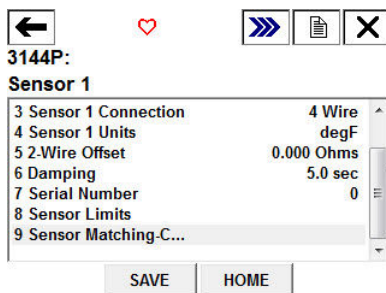 3144P:
Sensor 1
3 Sensor 1 Connection 4 Wire
4 Sensor 1 Units degF
5 2-Wire Offset 0.000 Ohms
6 Damping 5.0 sec
7 Serial Number 0
8 Sensor Limits
9 Sensor Matching-C...
SAVE HOME